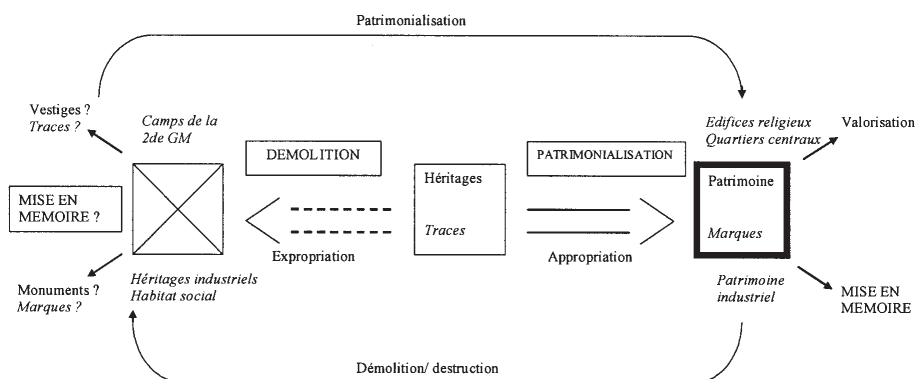 Patrimonialisation
Vestiges ?
Traces ?
Camps de la
2de GM
DEMOLITION
PATRIMONIALISATION
Edifices religieux
Quartiers centraux
Valorisation
MISE EN
MEMOIRE ?
Héritages
Traces
Patrimoine
Marques
Expropriation
Appropriation
Monuments ?
Marques ?
Héritages industriels
Habitat social
Patrimoine
industriel
MISE EN
MEMOIRE
Démolition/ destruction